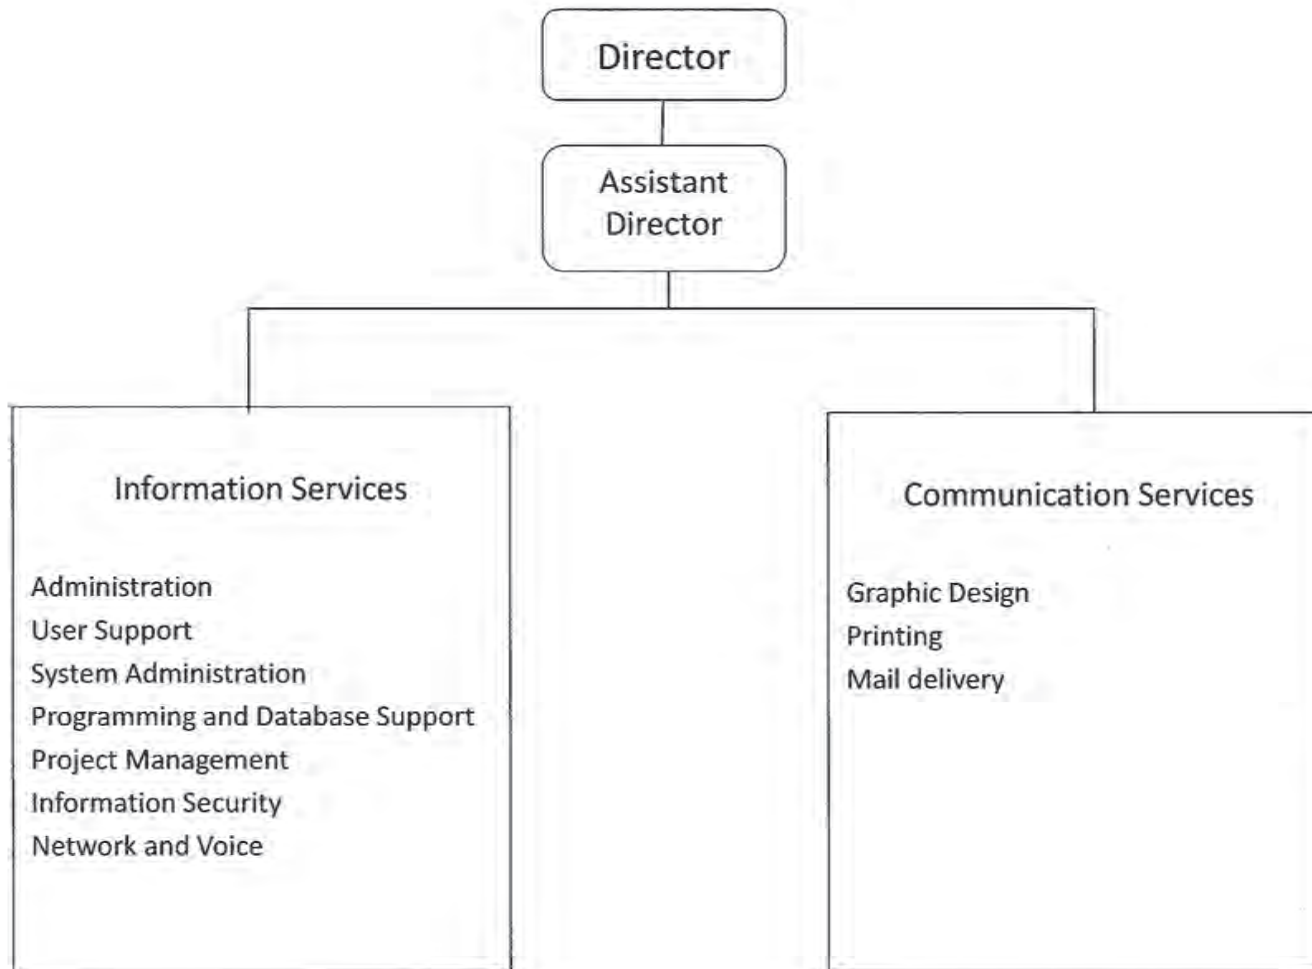 Director
Assistant
Director
Information Services
Administration
User Support
System Administration
Programming and Database Support
Project Management
Information Security
Network and Voice
Communication Services
Graphic Design
Printing
Mail delivery